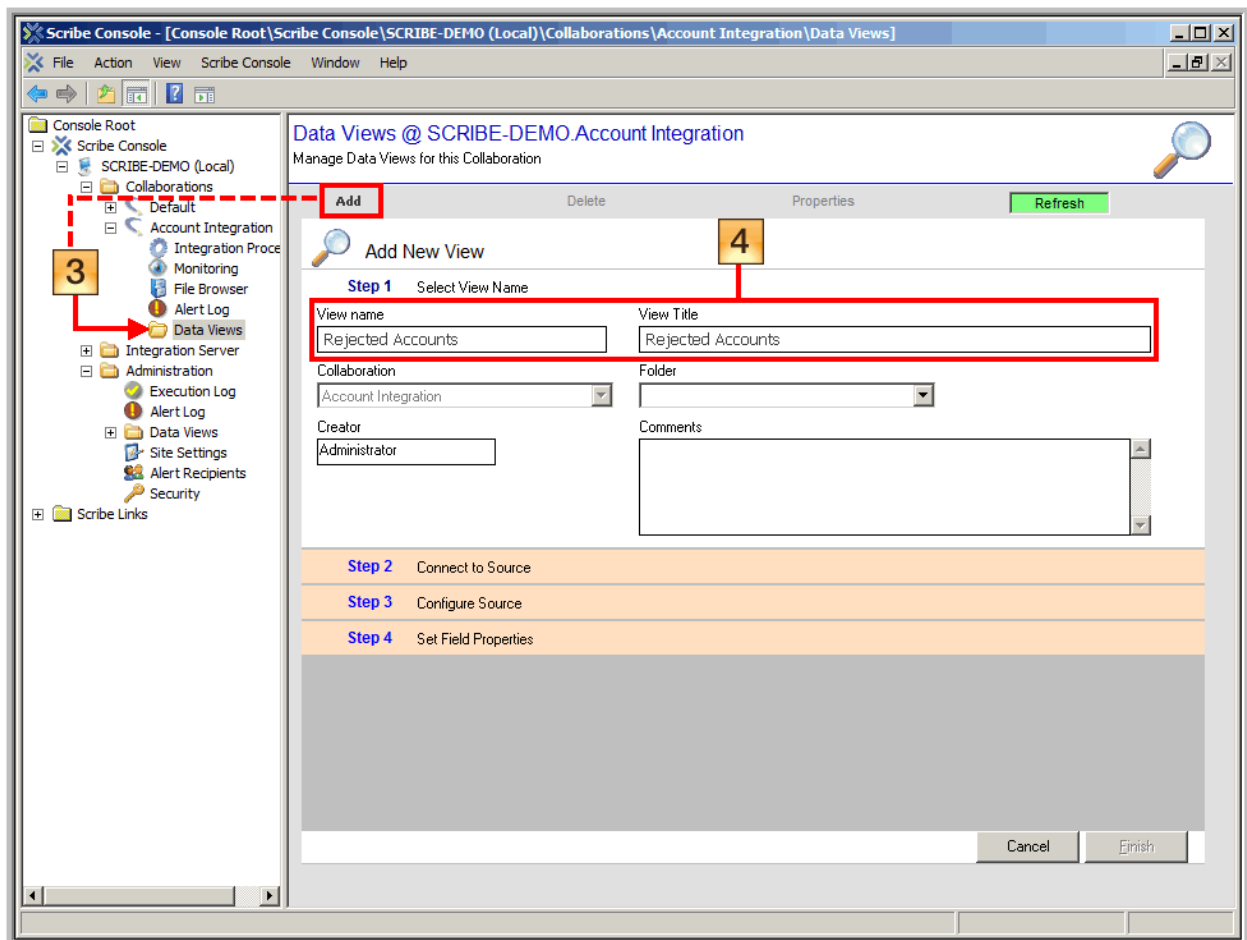 Scribe Console - [Console Root\Scribe Console\SCRIBE-DEMO (Local)\Collaborations\Account Integration\Data Views]
File Action View Scribe Console Window Help
Console Root
Scribe Console
SCRIBE-DEMO (Local)
Collaborations
Default
Account Integration
Integration Proce
Monitoring
File Browser
Alert Log
Data Views
Integration Server
Administration
Execution Log
Alert Log
Data Views
Site Settings
Alert Recipients
Security
Scribe Links
3
Data Views @ SCRIBE-DEMO.Account Integration
Manage Data Views for this Collaboration
Add Delete Properties Refresh
Add New View
4
Step 1 Select View Name
View name View Title
Rejected Accounts Rejected Accounts
Collaboration Folder
Account Integration
Creator Comments
Administrator
Step 2 Connect to Source
Step 3 Configure Source
Step 4 Set Field Properties
Cancel Finish